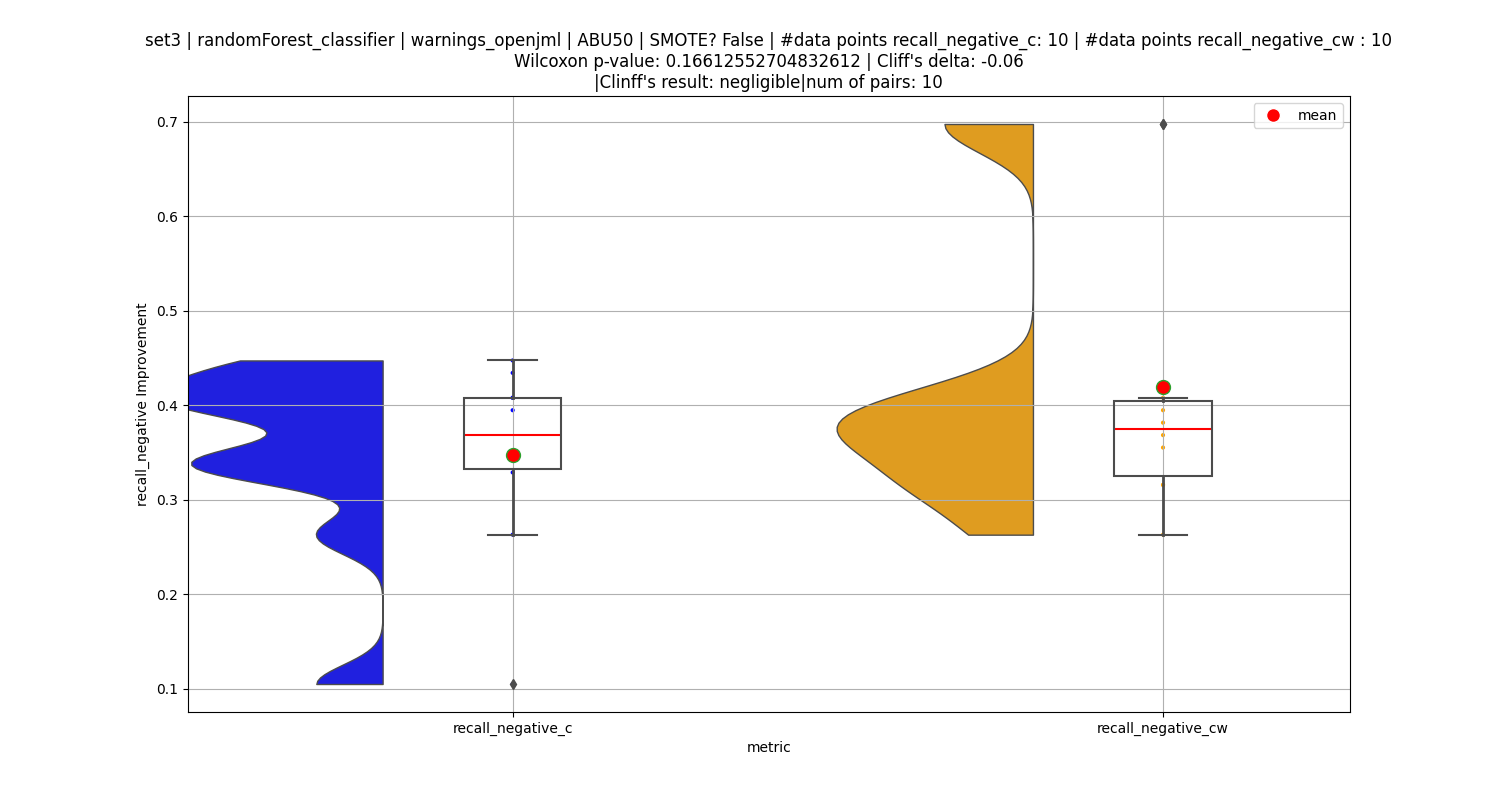 set3 | randomForest_classifier | warnings_openjml | ABU50 | SMOTE? False | #data points recall_negative_c: 10 | #data points recall_negative_cw : 10
Wilcoxon p-value: 0.16612552704832612 | Cliff's delta: -0.06
|Clinff's result: negligible|num of pairs: 10
mean
recall_negative Improvement
0.7
0.6
0.5
0.4
0.3
0.2
0.1
recall_negative_c
recall_negative_cw
metric